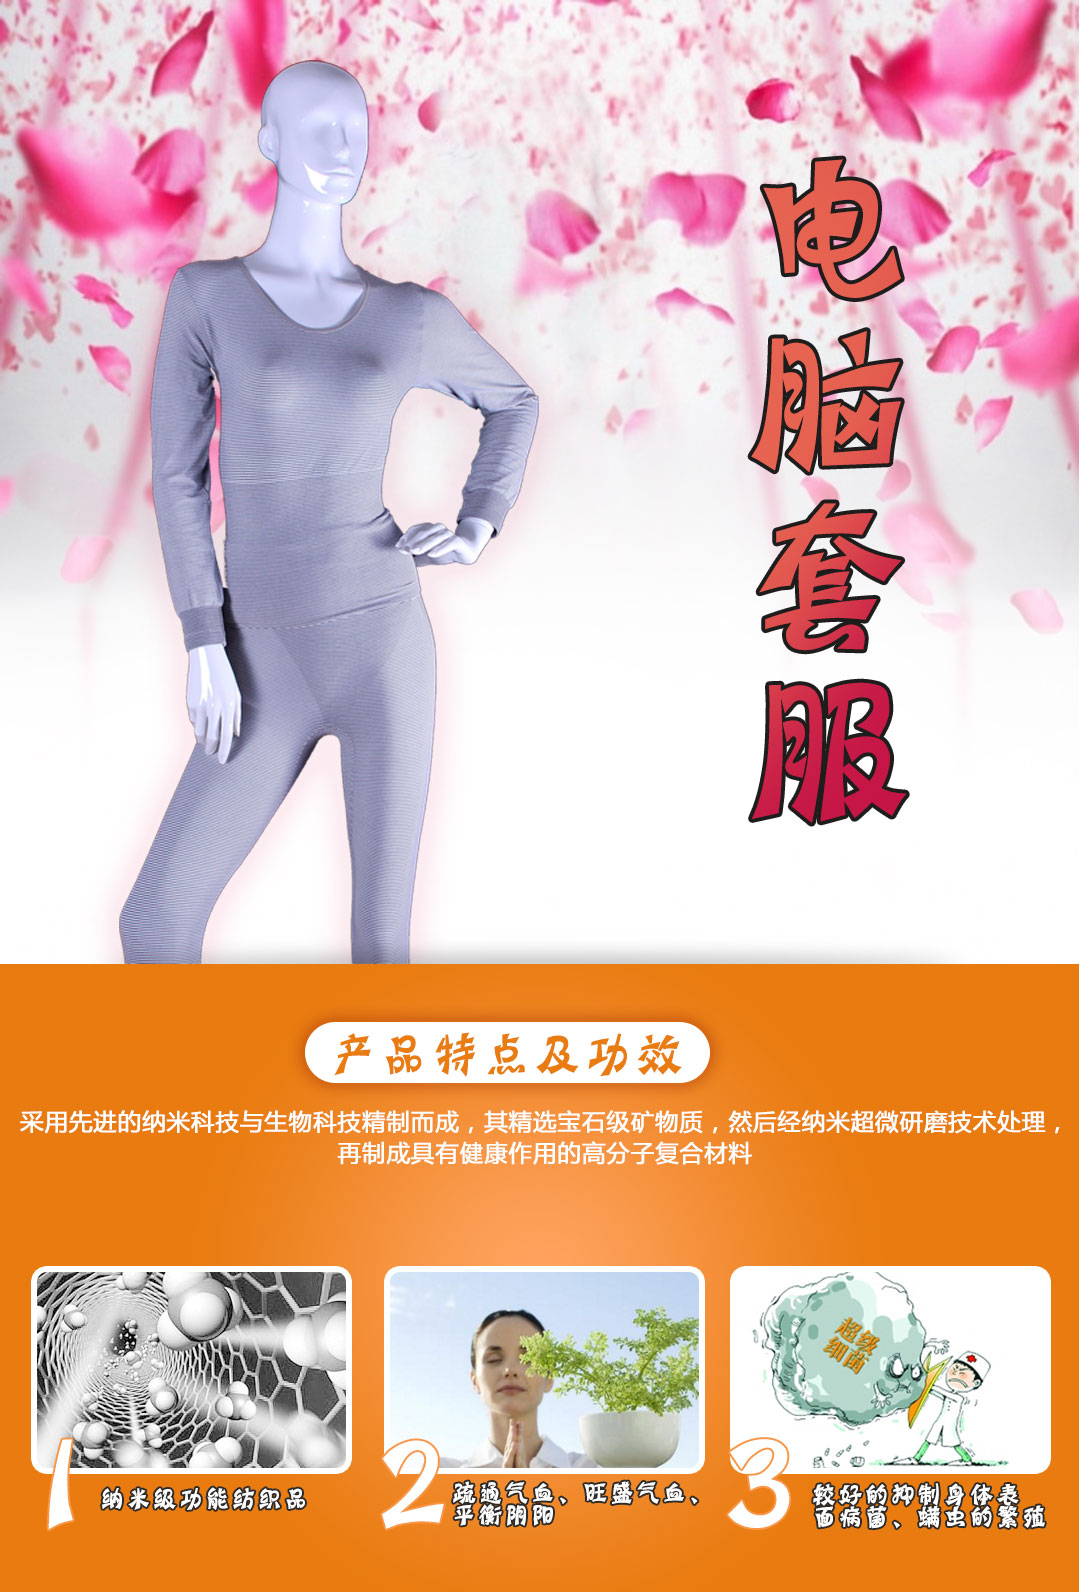 电脑套服
产品特点及功效
采用先进的纳米科技与生物科技精制而成，其精选宝石级矿物质，然后经纳米超微研磨技术处理，
再制成具有健康作用的高分子复合材料
超级
细菌
1
纳米级功能纺织品
2
疏通气血、旺盛气血、
平衡阴阳
3
较好的抑制身体表
面病菌、螨虫的繁殖